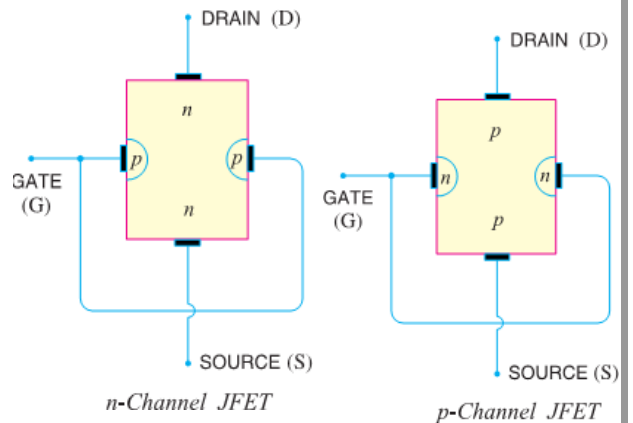 DRAIN (D)
n
p
p
GATE
(G)
n
SOURCE (S)
n-Channel JFET
DRAIN (D)
p
n
n
GATE
(G)
p
SOURCE (S)
p-Channel JFET